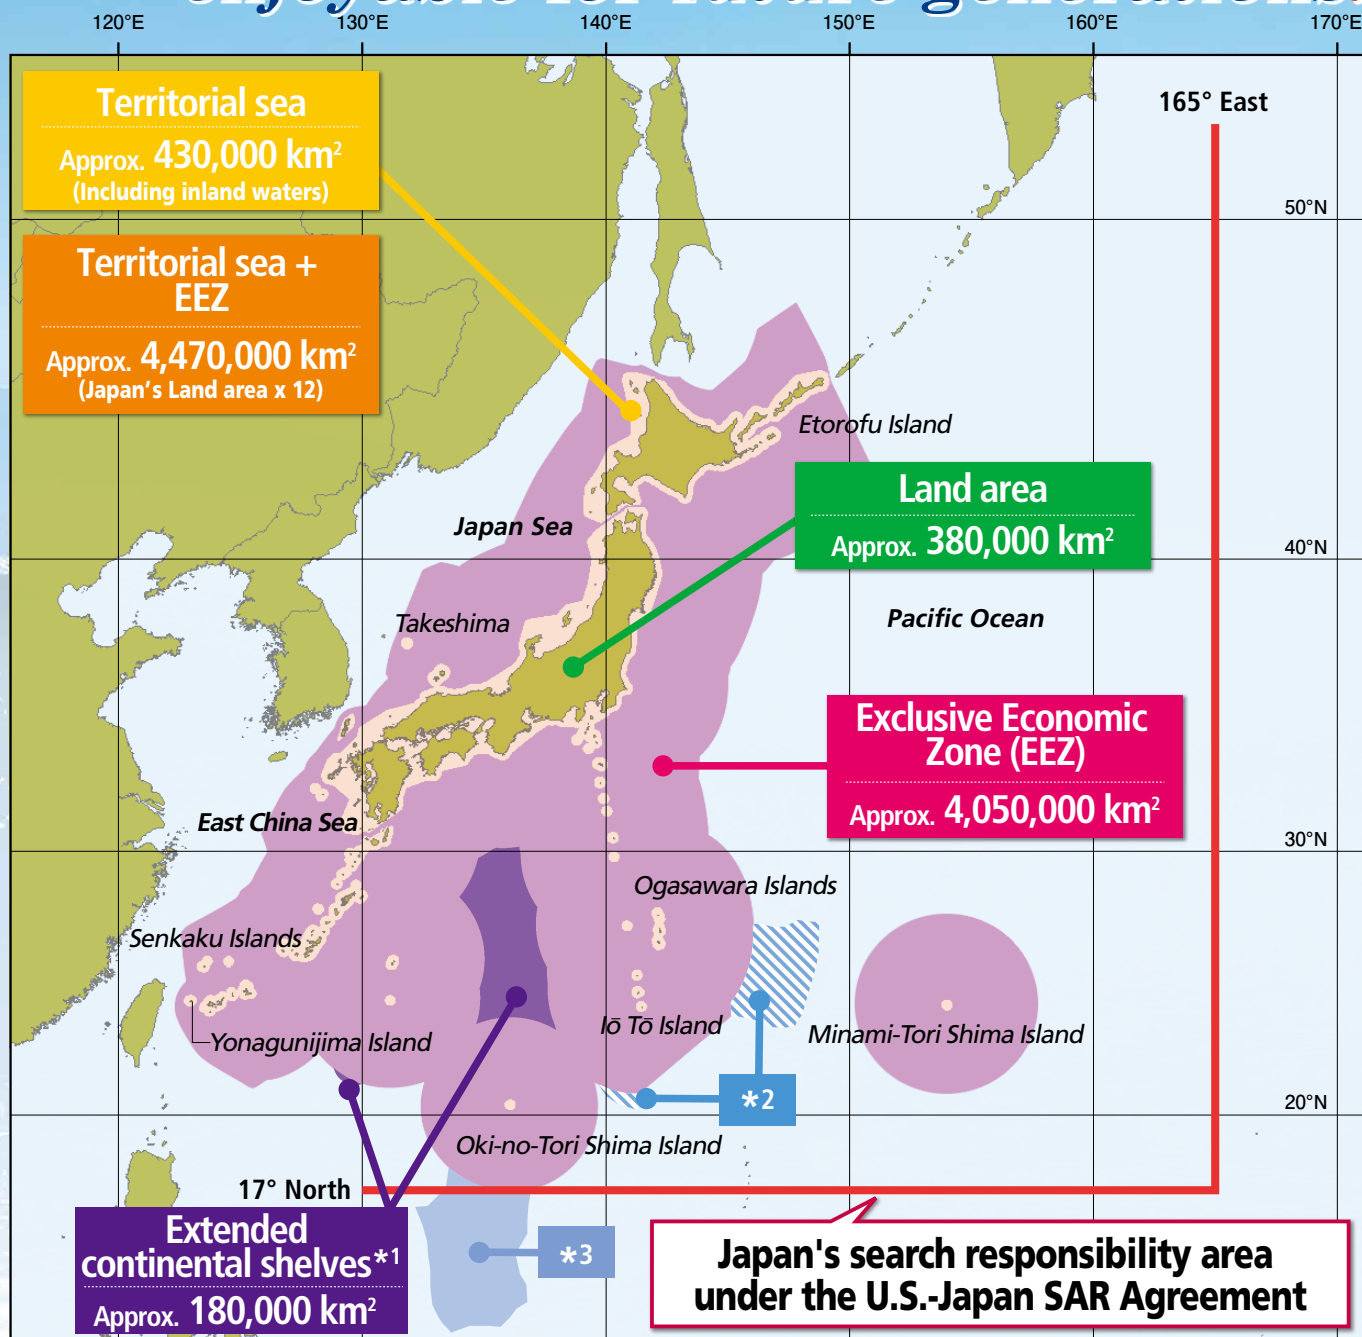 enjoyable for future generations.
120°E 130°E 140°E 150°E 160°E 170°E
Territorial sea
Approx. 430,000 km²
(Including inland waters)
165° East
50°N
Territorial sea +
EEZ
Approx. 4,470,000 km²
(Japan's Land area x 12)
Etorofu Island
Land area
Approx. 380,000 km²
Japan Sea
40°N
Takeshima
Pacific Ocean
Exclusive Economic
Zone (EEZ)
Approx. 4,050,000 km²
East China Sea
30°N
Ogasawara Islands
Senkaku Islands
Iō Tō Island
Minami-Tori Shima Island
Yonagunijima Island
*2
20°N
Oki-no-Tori Shima Island
17° North
Extended
continental shelves*1
Approx. 180,000 km²
*3
Japan's search responsibility area
under the U.S.-Japan SAR Agreement